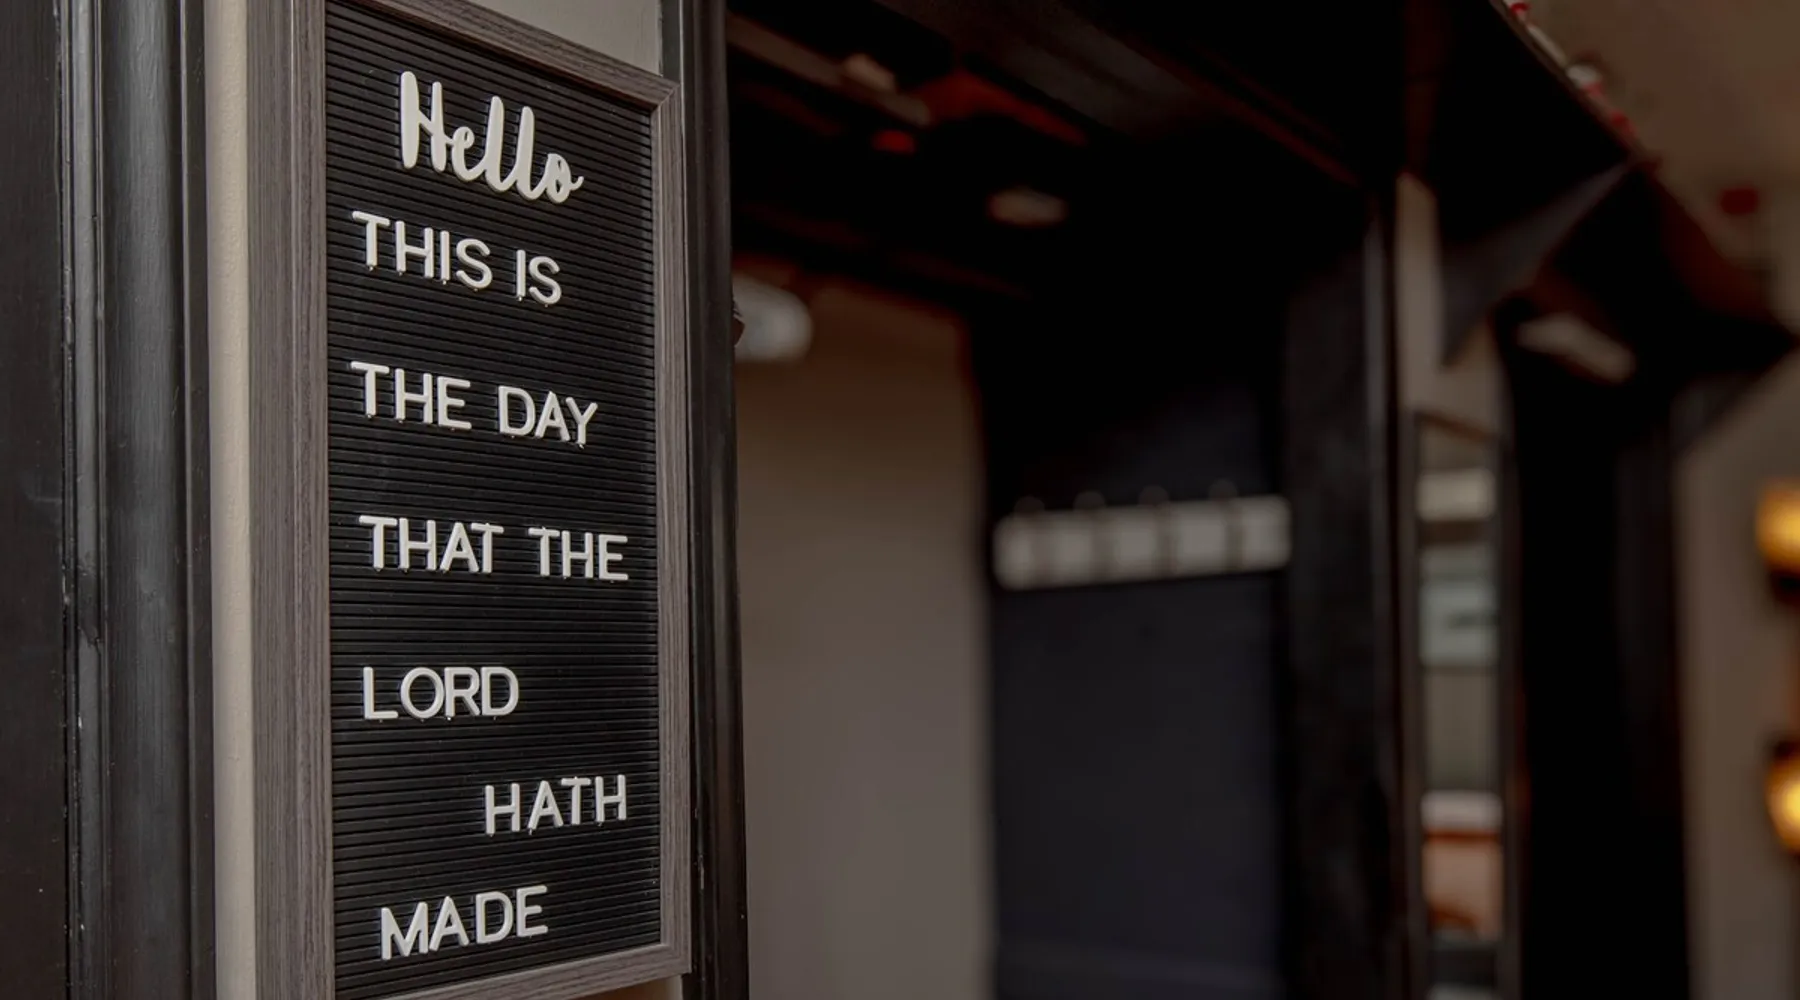 Hello
THIS IS
THE DAY
THAT THE
LORD
HATH
MADE